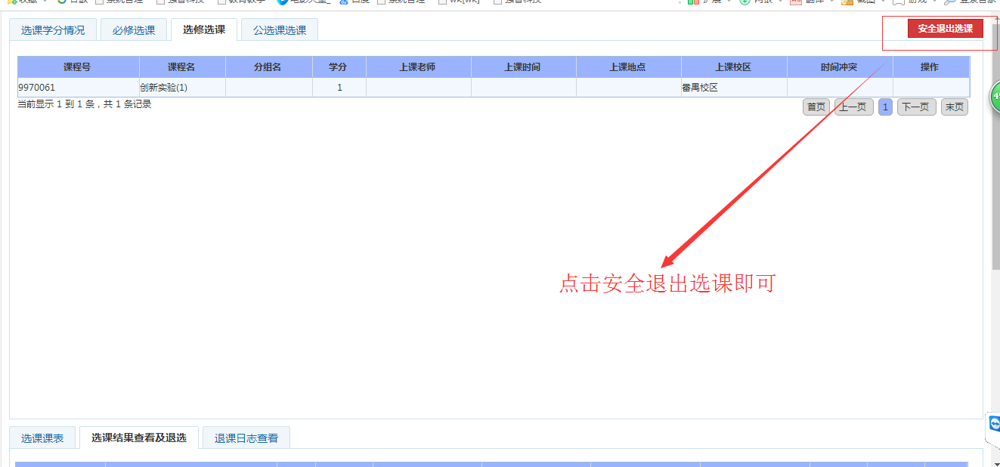 选课学分情况 必修选课 选修选课 公选课选课 安全退出选课
课程号 课程名 分组名 学分 上课老师 上课时间 上课地点 上课校区 时间冲突 操作
9970061 创新实验(1) 1 番禺校区
当前显示 1 到 1 条，共 1 条记录 首页 上一页 1 下一页 末页
点击安全退出选课即可
选课课表 选课结果查看及退选 退课日志查看